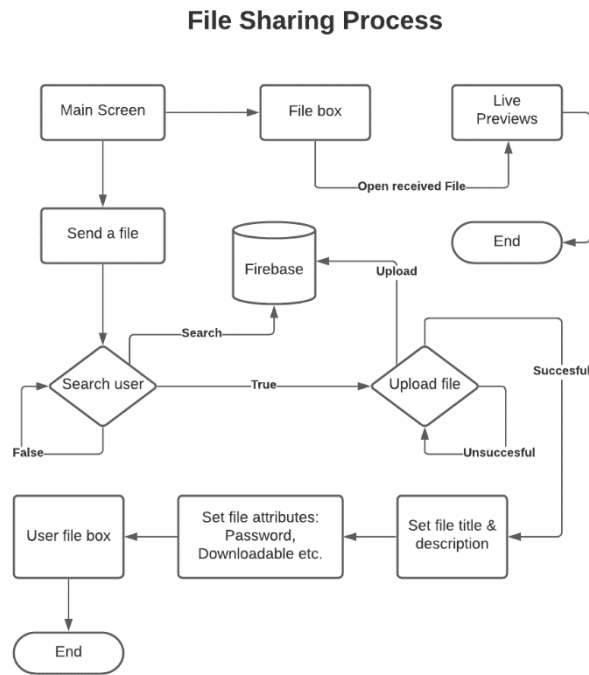 File Sharing Process
Main Screen
File box
Live
Previews
Open received File
Send a file
Firebase
End
Upload
Search
Succesful
Search user
True
Upload file
False
Unsuccesful
User file box
Set file attributes:
Password,
Downloadable etc.
Set file title &
description
End